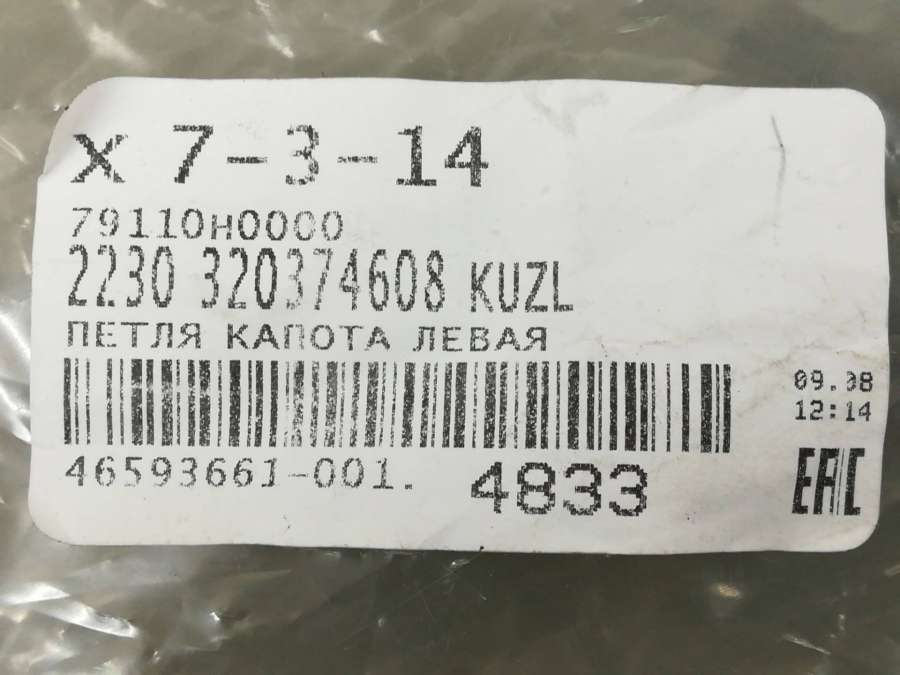 X 7-3-14
79110H0000
2230 320374608 KUZL
ПЕТЛЯ КАПОТА ЛЕВАЯ
09.08
12:14
46593661-001.
4833
EAC